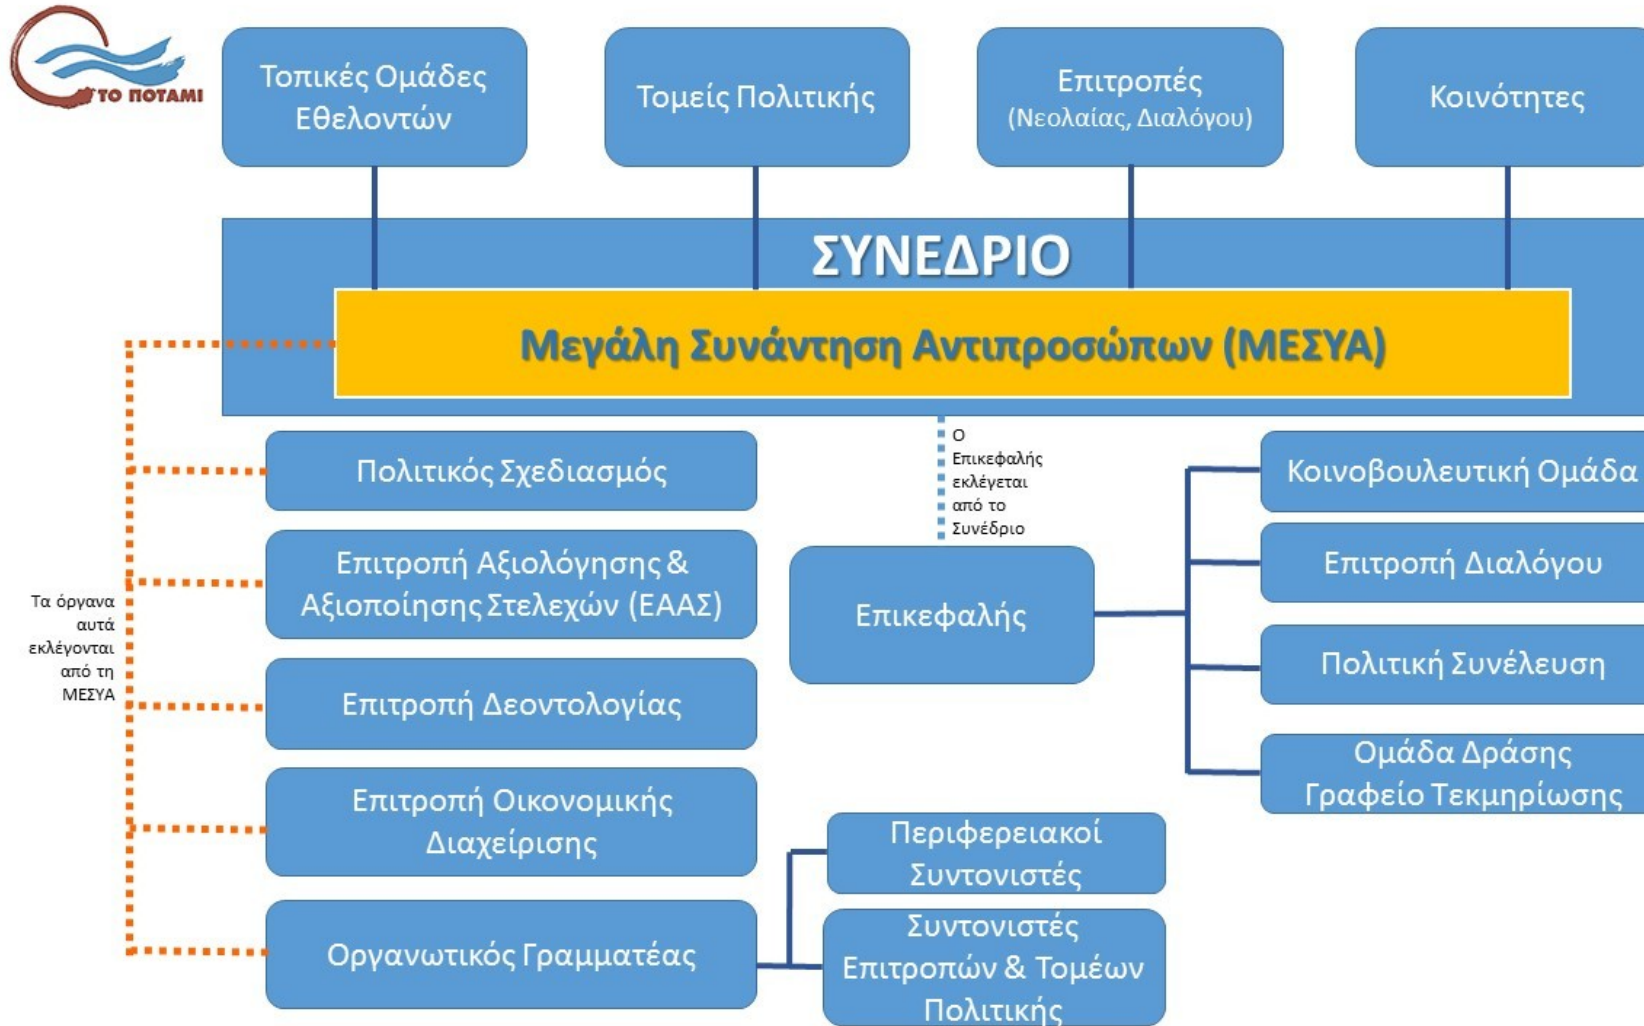 ΤΟ ΠΟΤΑΜΙ
Τοπικές Ομάδες
Εθελοντών
Τομείς Πολιτικής
Επιτροπές
(Νεολαίας, Διαλόγου)
Κοινότητες
ΣΥΝΕΔΡΙΟ
Μεγάλη Συνάντηση Αντιπροσώπων (ΜΕΣΥΑ)
Τα όργανα
αυτά
εκλέγονται
από τη
ΜΕΣΥΑ
Πολιτικός Σχεδιασμός
Επιτροπή Αξιολόγησης &
Αξιοποίησης Στελεχών (ΕΑΑΣ)
Επιτροπή Δεοντολογίας
Επιτροπή Οικονομικής
Διαχείρισης
Οργανωτικός Γραμματέας
Περιφερειακοί
Συντονιστές
Συντονιστές
Επιτροπών & Τομέων
Πολιτικής
Ο
Επικεφαλής
εκλέγεται
από το
Συνέδριο
Επικεφαλής
Κοινοβουλευτική Ομάδα
Επιτροπή Διαλόγου
Πολιτική Συνέλευση
Ομάδα Δράσης
Γραφείο Τεκμηρίωσης